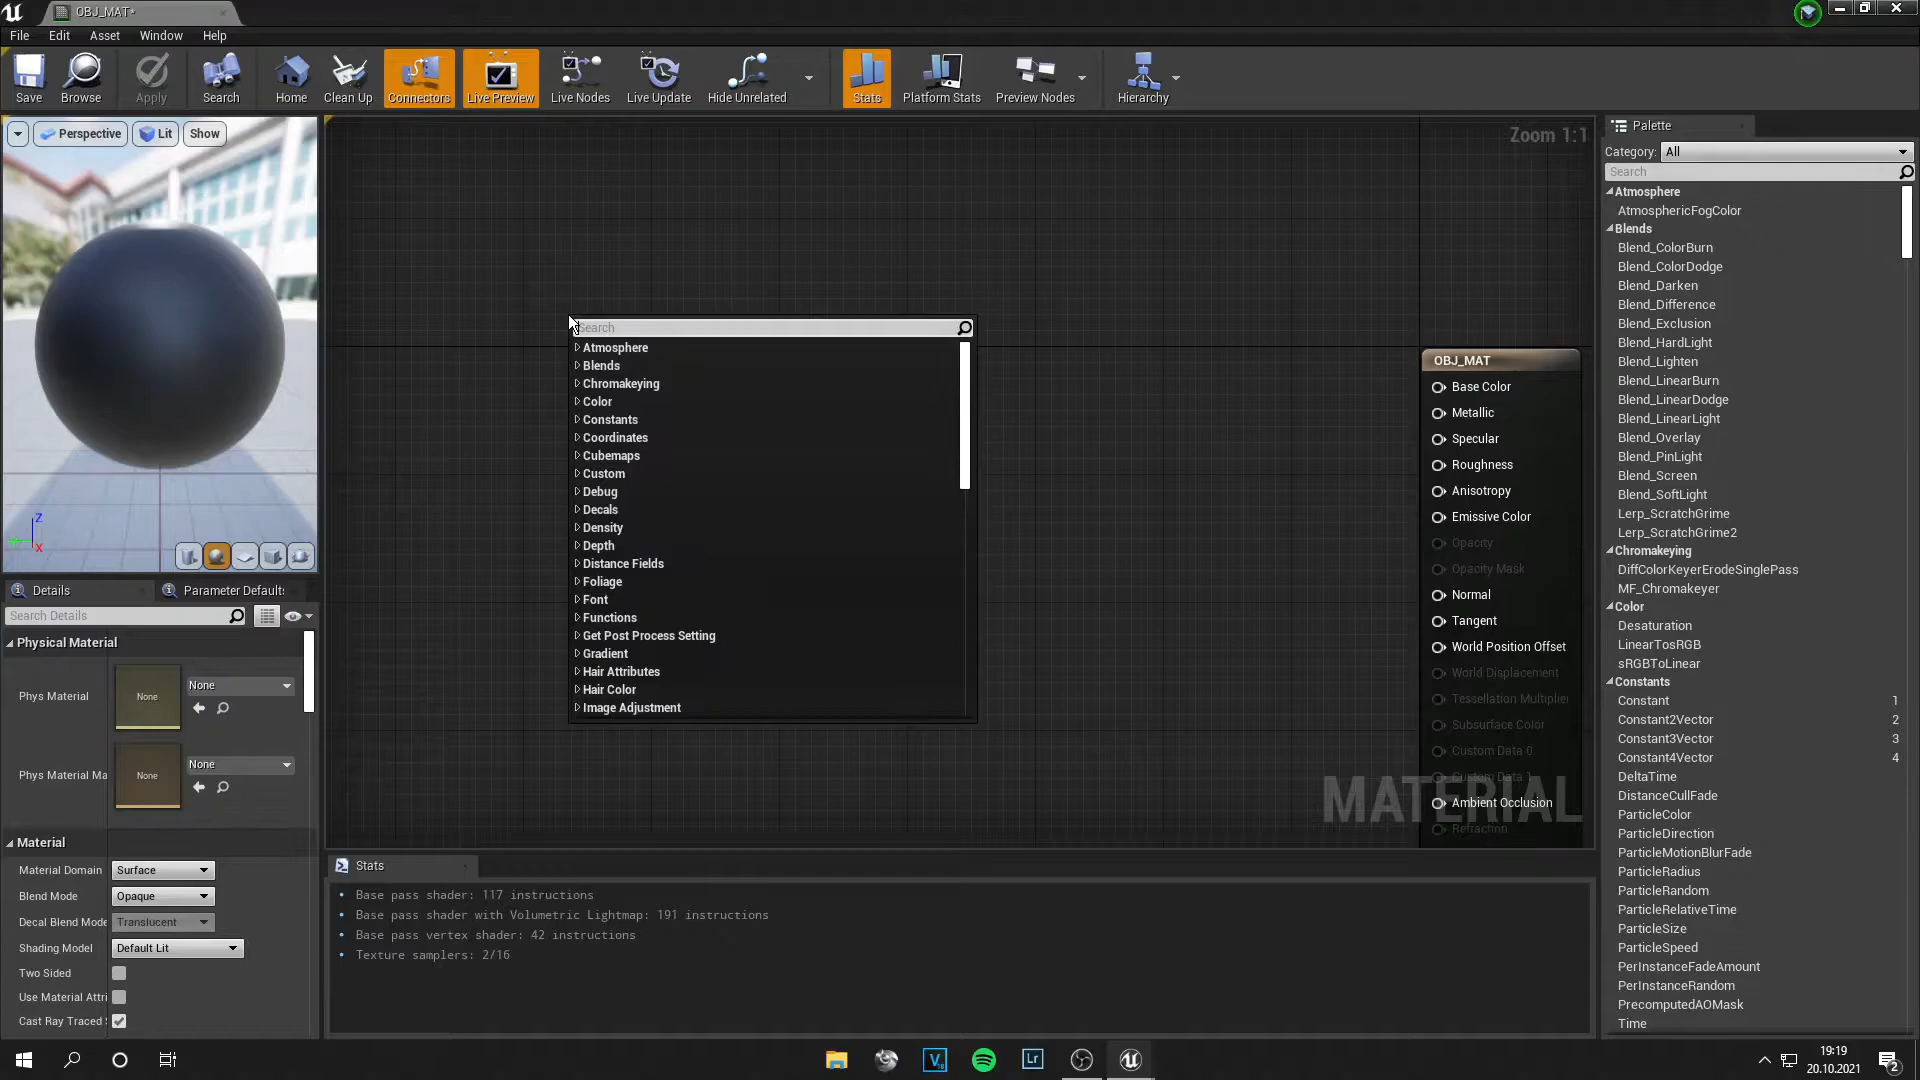 OBJ_MAT*
File Edit Asset Window Help
Save Browse Apply Search Home Clean Up Connectors Live Preview Live Nodes Live Update Hide Unrelated Stats Platform Stats Preview Nodes Hierarchy
Perspective Lit Show
Z
X
Details Parameter Defaults
Search Details
Physical Material
Phys Material None None
Phys Material Ma None None
Material
Material Domain Surface
Blend Mode Opaque
Decal Blend Mode Translucent
Shading Model Default Lit
Two Sided
Use Material Attri
Cast Ray Traced
Zoom 1:1
Search
Atmosphere
Blends
Chromakeying
Color
Constants
Coordinates
Cubemaps
Custom
Debug
Decals
Density
Depth
Distance Fields
Foliage
Font
Functions
Get Post Process Setting
Gradient
Hair Attributes
Hair Color
Image Adjustment
OBJ_MAT
Base Color
Metallic
Specular
Roughness
Anisotropy
Emissive Color
Opacity
Opacity Mask
Normal
Tangent
World Position Offset
World Displacement
Tessellation Multiplier
Subsurface Color
Custom Data 0
Custom Data 1
Ambient Occlusion
Refraction
MATERIAL
Stats
• Base pass shader: 117 instructions
• Base pass shader with Volumetric Lightmap: 191 instructions
• Base pass vertex shader: 42 instructions
• Texture samplers: 2/16
Palette
Category: All
Search
Atmosphere
AtmosphericFogColor
Blends
Blend_ColorBurn
Blend_ColorDodge
Blend_Darken
Blend_Difference
Blend_Exclusion
Blend_HardLight
Blend_Lighten
Blend_LinearBurn
Blend_LinearDodge
Blend_LinearLight
Blend_Overlay
Blend_PinLight
Blend_Screen
Blend_SoftLight
Lerp_ScratchGrime
Lerp_ScratchGrime2
Chromakeying
DiffColorKeyerErodeSinglePass
MF_Chromakeyer
Color
Desaturation
LinearTosRGB
sRGBToLinear
Constants
Constant 1
Constant2Vector 2
Constant3Vector 3
Constant4Vector 4
DeltaTime
DistanceCullFade
ParticleColor
ParticleDirection
ParticleMotionBlurFade
ParticleRadius
ParticleRandom
ParticleRelativeTime
ParticleSize
ParticleSpeed
PerInstanceFadeAmount
PerInstanceRandom
PrecomputedAOMask
Time
Lr
19:19
20.10.2021
2